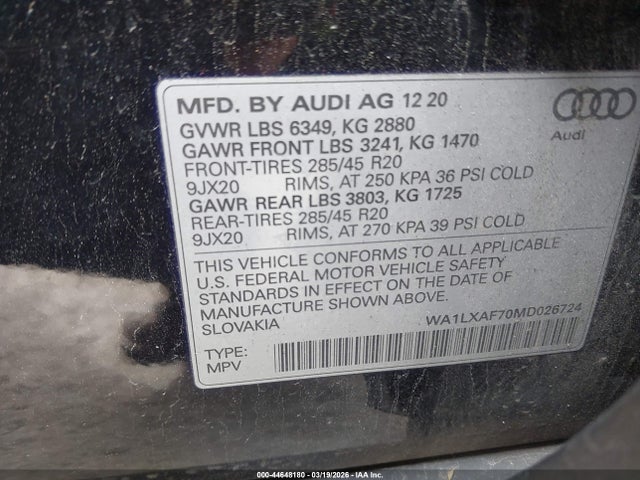 MFD. BY AUDI AG 12 20
GVWR LBS 6349, KG 2880
GAWR FRONT LBS 3241, KG 1470
FRONT-TIRES 285/45 R20
9JX20 RIMS, AT 250 KPA 36 PSI COLD
GAWR REAR LBS 3803, KG 1725
REAR-TIRES 285/45 R20
9JX20 RIMS, AT 270 KPA 39 PSI COLD
Audi
THIS VEHICLE CONFORMS TO ALL APPLICABLE
U.S. FEDERAL MOTOR VEHICLE SAFETY
STANDARDS IN EFFECT ON THE DATE OF
MANUFACTURE SHOWN ABOVE.
SLOVAKIA
WA1LXAF70MD026724
TYPE:
MPV
000-44648180 - 03/19/2026 - IAAI.COM